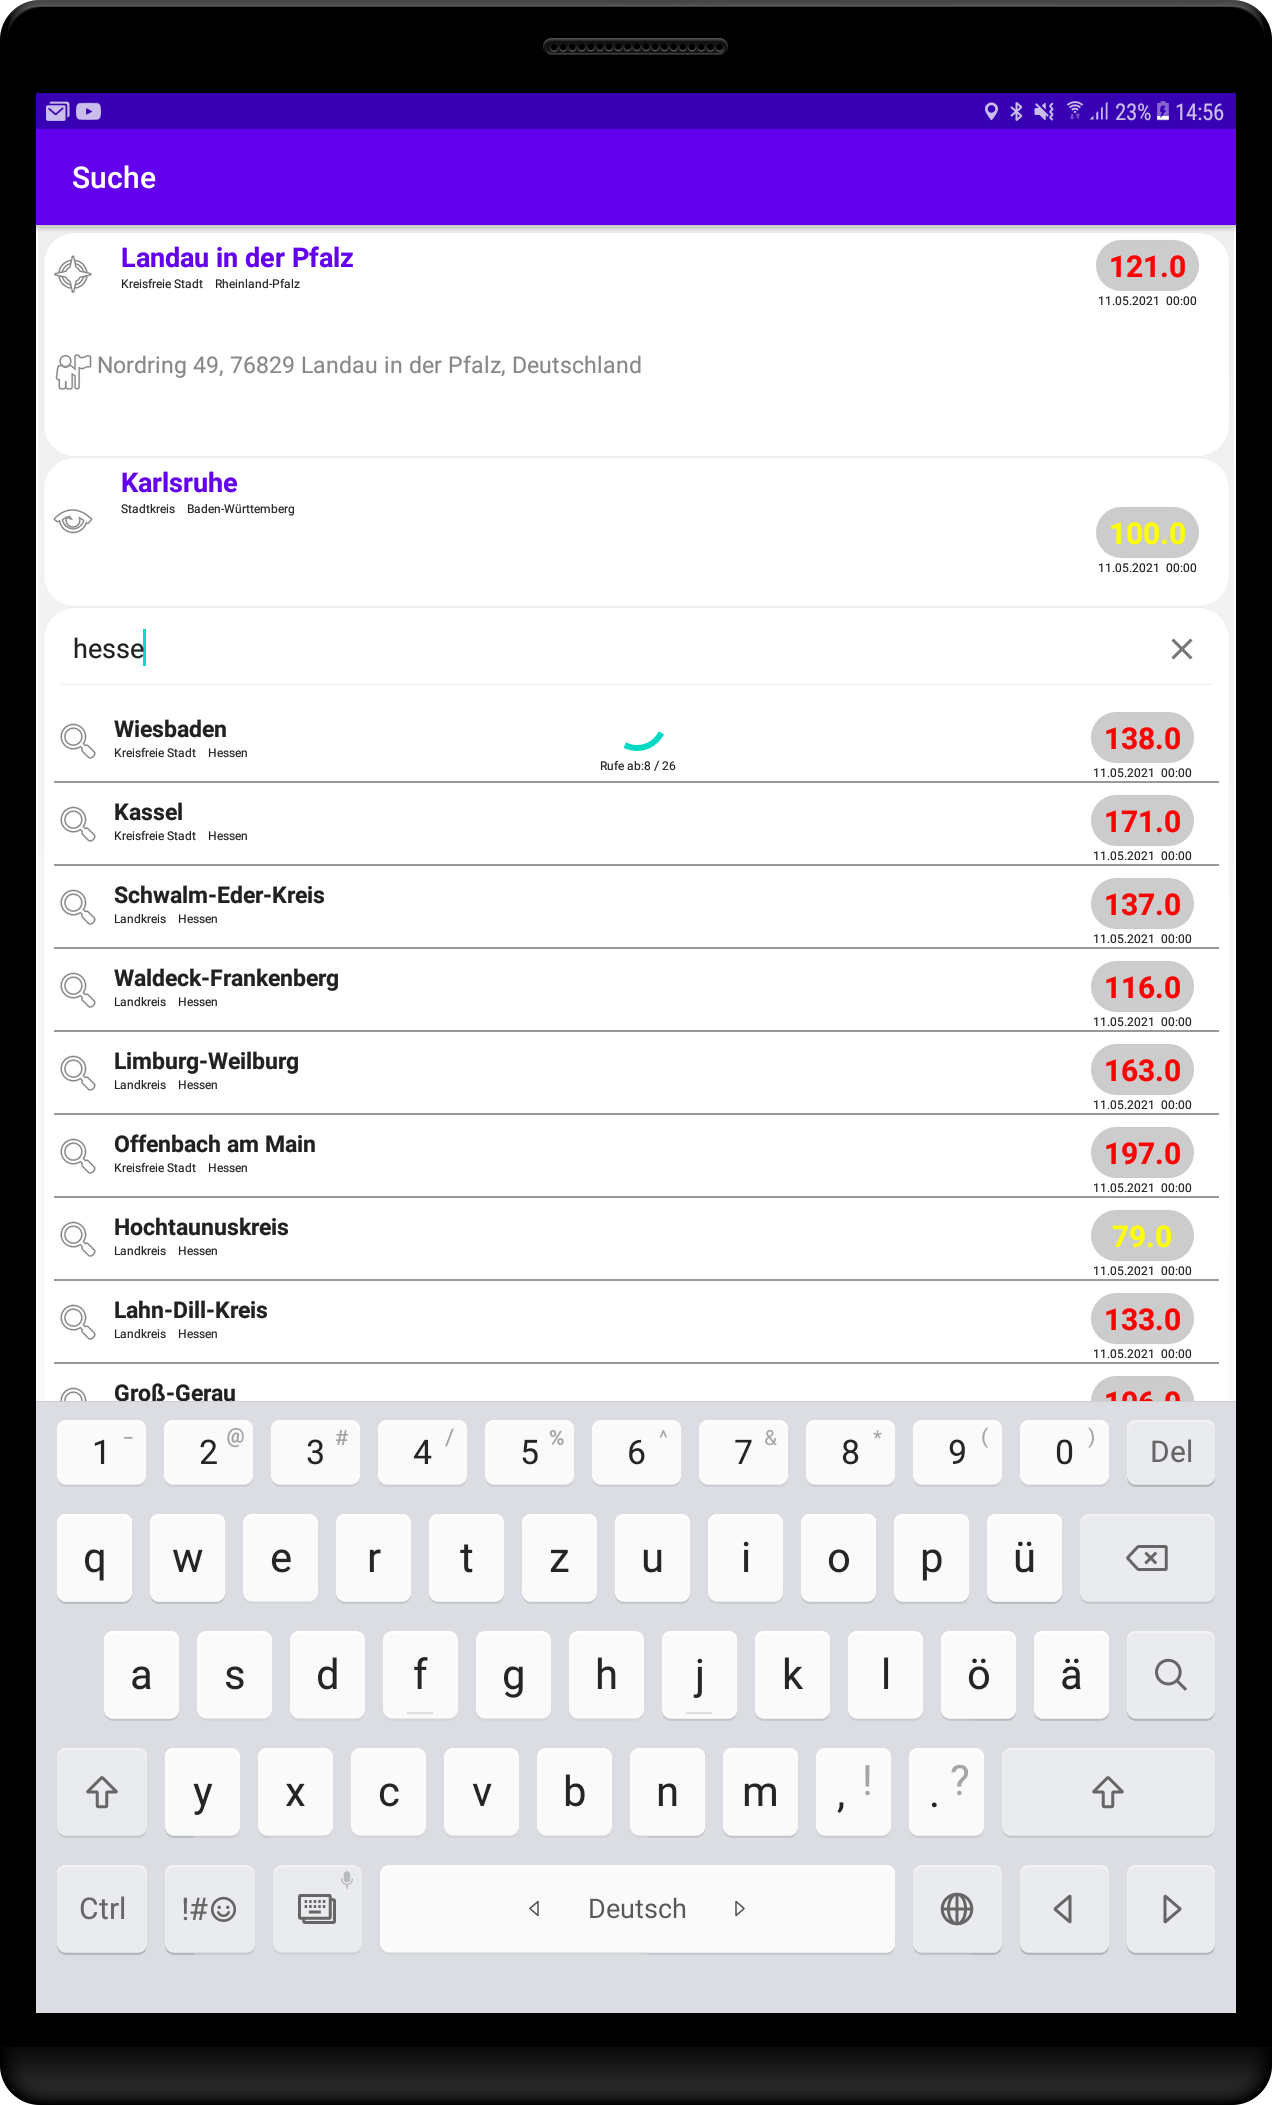 23% 14:56
Suche
Landau in der Pfalz
Kreisfreie Stadt Rheinland-Pfalz
121.0
11.05.2021 00:00
Nordring 49, 76829 Landau in der Pfalz, Deutschland
Karlsruhe
Stadtkreis Baden-Württemberg
100.0
11.05.2021 00:00
hesse
Wiesbaden
Kreisfreie Stadt Hessen
Rufe ab:8 / 26
138.0
11.05.2021 00:00
Kassel
Kreisfreie Stadt Hessen
171.0
11.05.2021 00:00
Schwalm-Eder-Kreis
Landkreis Hessen
137.0
11.05.2021 00:00
Waldeck-Frankenberg
Landkreis Hessen
116.0
11.05.2021 00:00
Limburg-Weilburg
Landkreis Hessen
163.0
11.05.2021 00:00
Offenbach am Main
Kreisfreie Stadt Hessen
197.0
11.05.2021 00:00
Hochtaunuskreis
Landkreis Hessen
79.0
11.05.2021 00:00
Lahn-Dill-Kreis
Landkreis Hessen
133.0
11.05.2021 00:00
Groß-Gerau
1 – 2 @ 3 # 4 / 5 % 6 ^ 7 & 8 * 9 ( 0 ) Del
q w e r t z u i o p ü
a s d f g h j k l ö ä
y x c v b n m , ! . ?
Ctrl !#☺ Deutsch